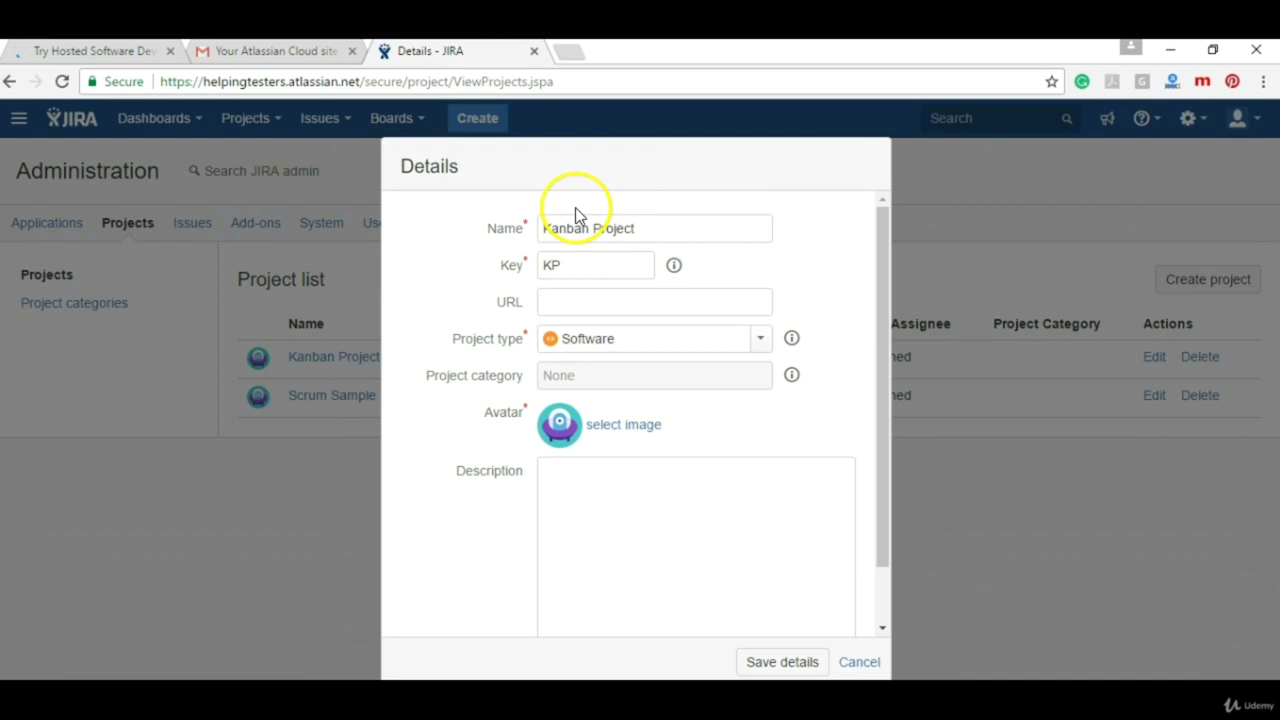 Try Hosted Software Dev
Your Atlassian Cloud site
Details - JIRA
Secure
https://helpingtesters.atlassian.net/secure/project/ViewProjects.jspa
JIRA
Dashboards
Projects
Issues
Boards
Create
Search
Administration
Search JIRA admin
Applications
Projects
Issues
Add-ons
System
Projects
Project categories
Project list
Create project
Name
Assignee
Project Category
Actions
Kanban Project
Edit
Delete
Scrum Sample
Edit
Delete
Details
Name*
Kanban Project
Key*
KP
URL
Project type*
Software
Project category
None
Avatar*
select image
Description
Save details
Cancel
Udemy